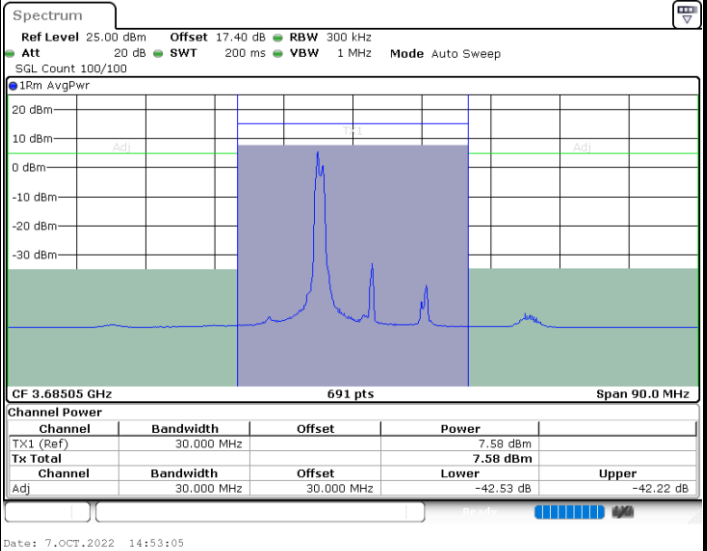 Spectrum
Ref Level 25.00 dBm Offset 17.40 dB RBW 300 kHz
Att 20 dB SWT 200 ms VBW 1 MHz Mode Auto Sweep
SGL Count 100/100
1Rm AvgPwr
20 dBm
TX1
10 dBm
Adj Adj
0 dBm
-10 dBm
-20 dBm
-30 dBm
CF 3.68505 GHz 691 pts Span 90.0 MHz
Channel Power
Channel Bandwidth Offset Power
TX1 (Ref) 30.000 MHz 7.58 dBm
Tx Total 7.58 dBm
Channel Bandwidth Offset Lower Upper
Adj 30.000 MHz 30.000 MHz -42.53 dB -42.22 dB
Ready
Date: 7.OCT.2022 14:53:05